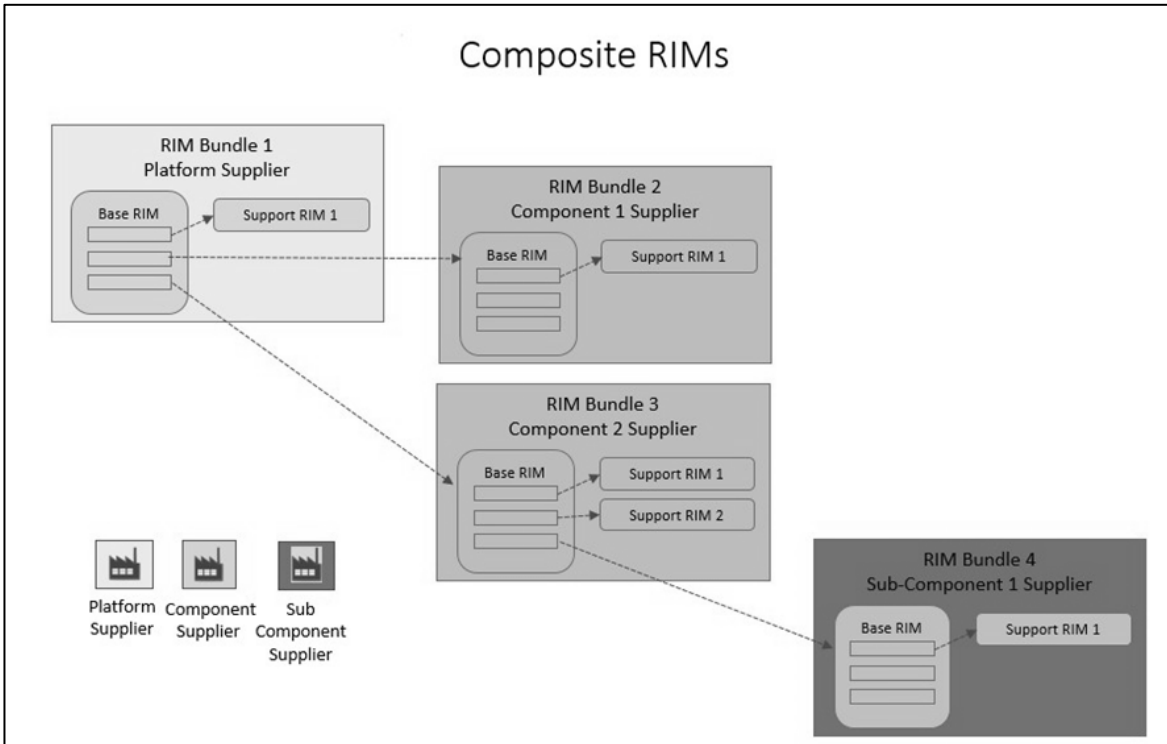 Composite RIMs
RIM Bundle 1
Platform Supplier
Base RIM
Support RIM 1
RIM Bundle 2
Component 1 Supplier
Base RIM
Support RIM 1
RIM Bundle 3
Component 2 Supplier
Base RIM
Support RIM 1
Support RIM 2
RIM Bundle 4
Sub-Component 1 Supplier
Base RIM
Support RIM 1
Platform
Supplier
Component
Supplier
Sub
Component
Supplier